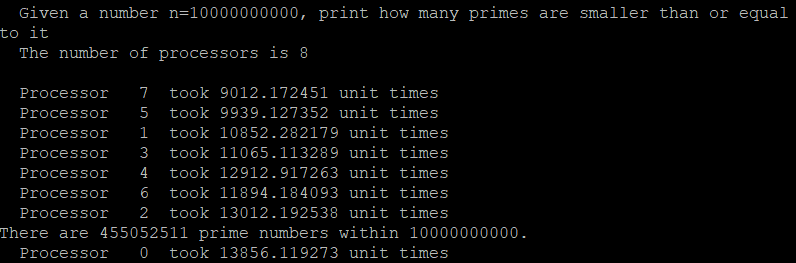 Given a number n=10000000000, print how many primes are smaller than or equal
to it
The number of processors is 8
Processor 7 took 9012.172451 unit times
Processor 5 took 9939.127352 unit times
Processor 1 took 10852.282179 unit times
Processor 3 took 11065.113289 unit times
Processor 4 took 12912.917263 unit times
Processor 6 took 11894.184093 unit times
Processor 2 took 13012.192538 unit times
There are 455052511 prime numbers within 10000000000.
Processor 0 took 13856.119273 unit times